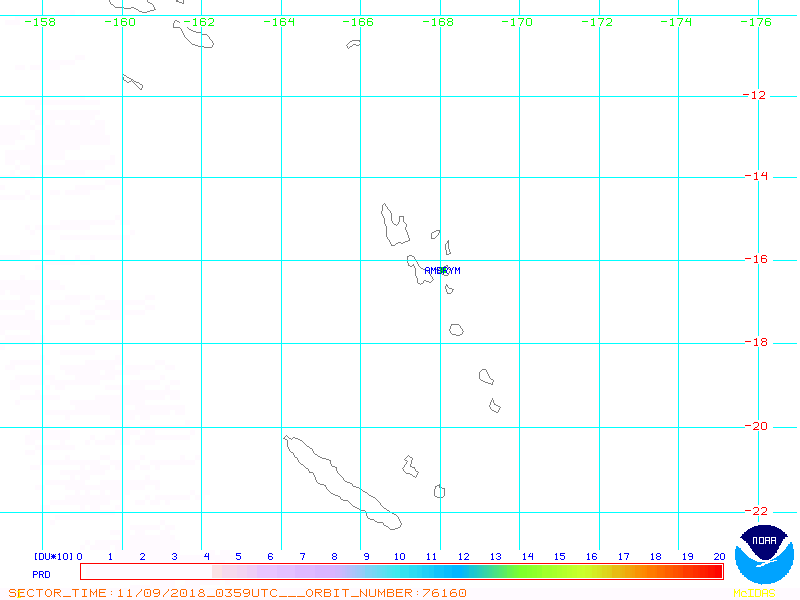 -158 -160 -162 -164 -166 -168 -170 -172 -174 -176
-12
-14
-16
AMBRYM
-18
-20
-22
NOAA
[DU*10] 0 1 2 3 4 5 6 7 8 9 10 11 12 13 14 15 16 17 18 19 20
PRD
SECTOR_TIME:11/09/2018_0359UTC___ORBIT_NUMBER:76160
McIDAS